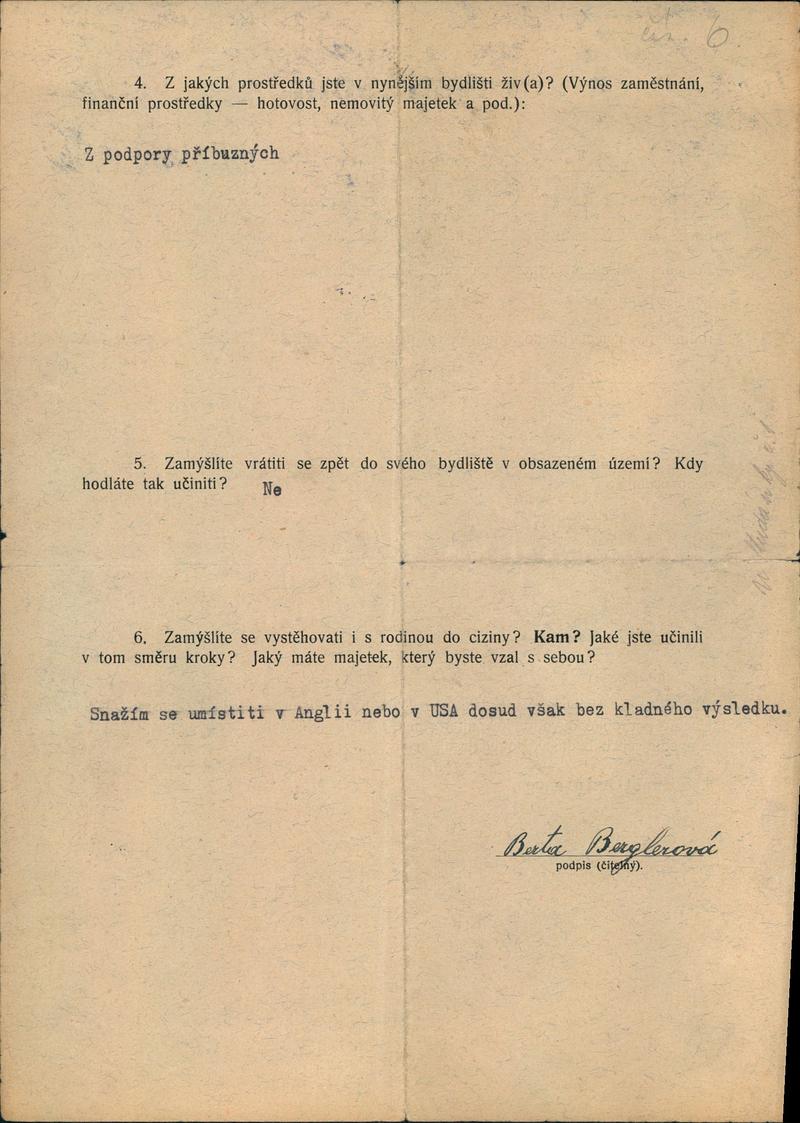 6
4. Z jakých prostředků jste v nynějším bydlišti živ(a)? (Výnos zaměstnání,
finanční prostředky — hotovost, nemovitý majetek a pod.):
Z podpory příbuzných
5. Zamýšlíte vrátiti se zpět do svého bydliště v obsazeném území? Kdy
hodláte tak učiniti? Ne
6. Zamýšlíte se vystěhovati i s rodinou do ciziny? Kam? Jaké jste učinili
v tom směru kroky? Jaký máte majetek, který byste vzal s sebou?
Snažím se umístiti v Anglii nebo v USA dosud však bez kladného výsledku.
Berta Berglerová
podpis (čitelný).